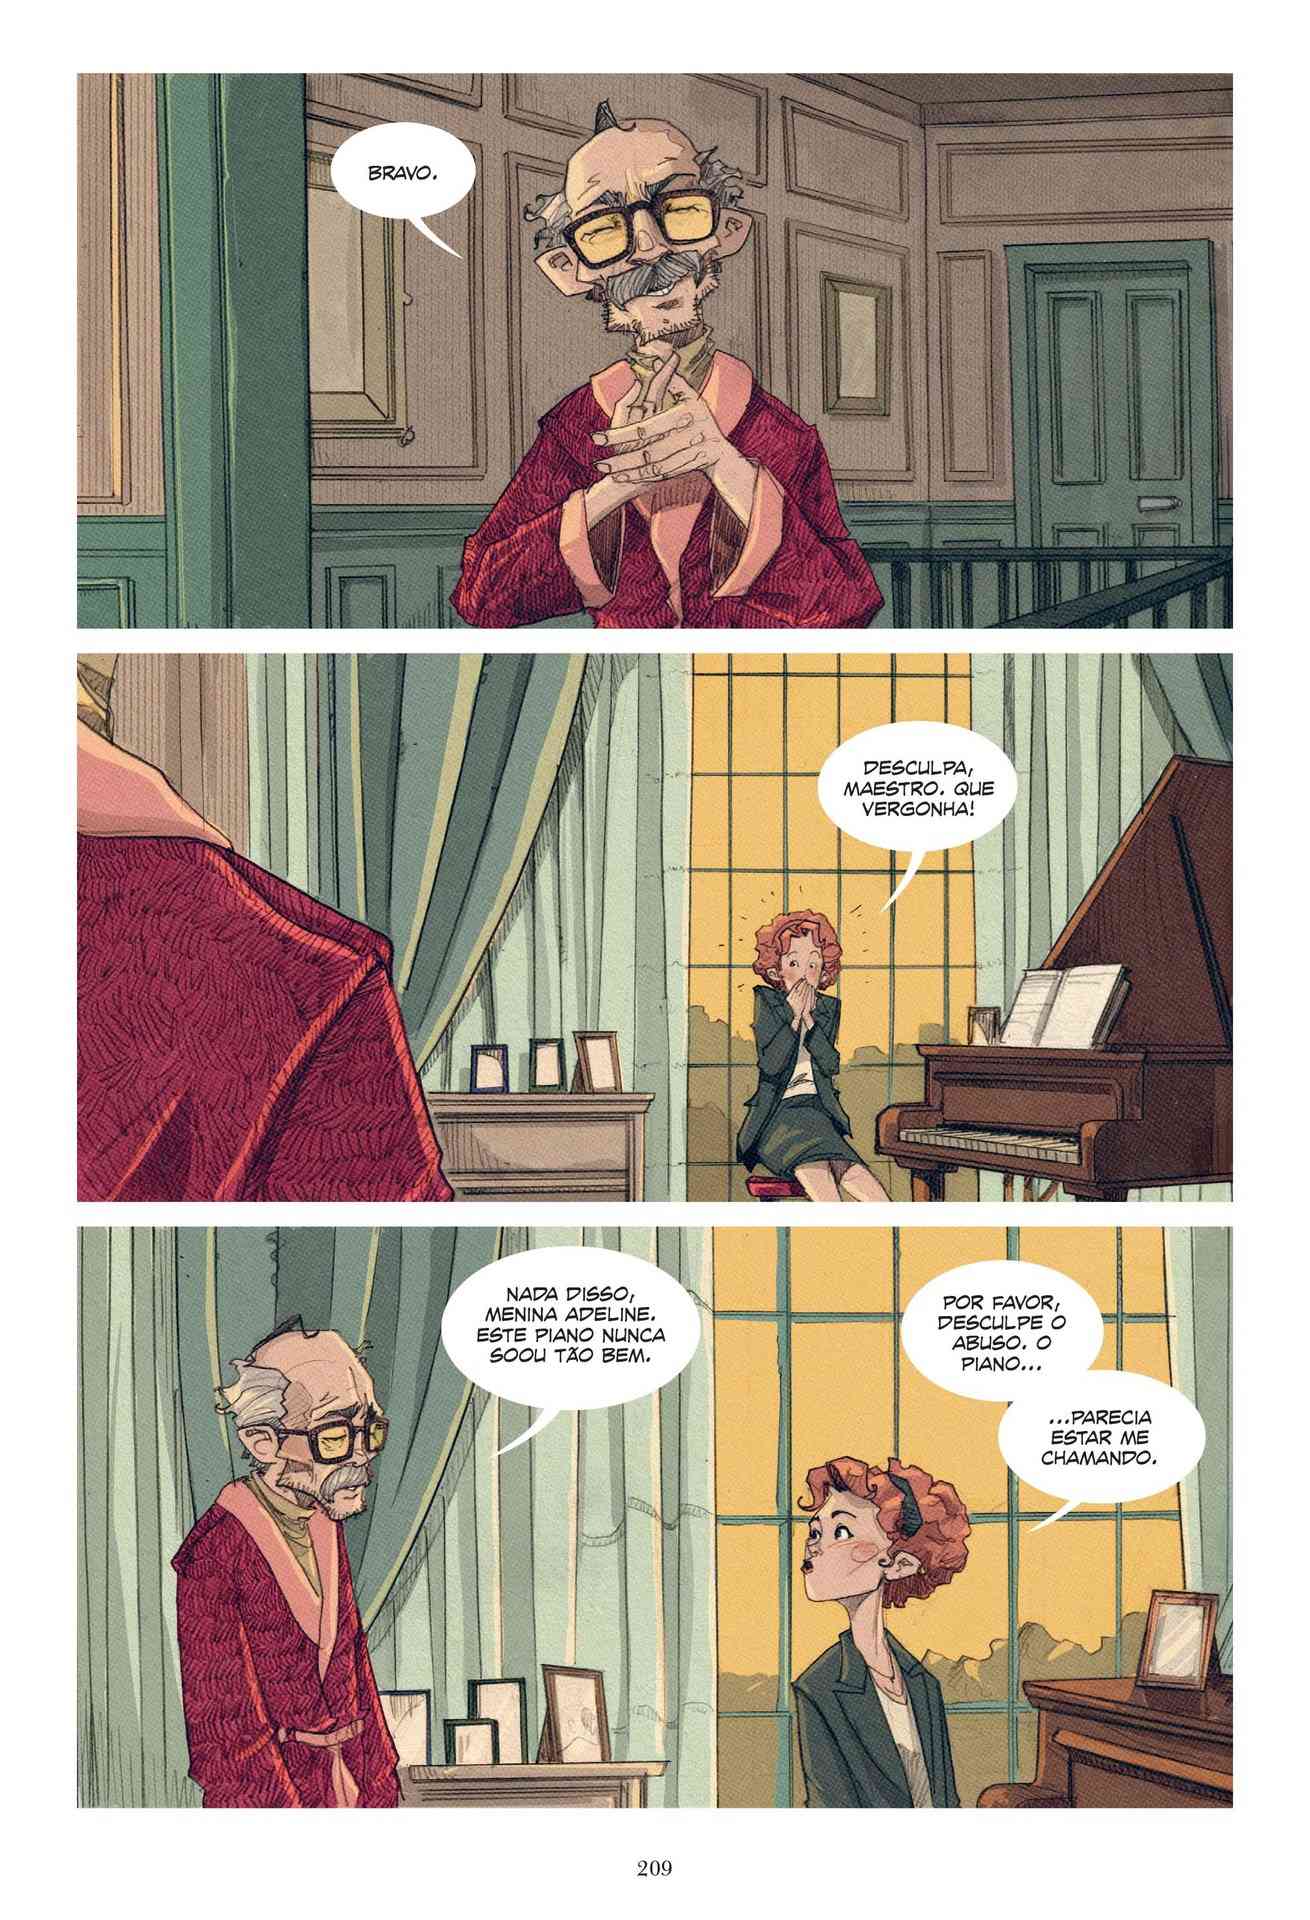 BRAVO.
DESCULPA,
MAESTRO. QUE
VERGONHA!
NADA DISSO,
MENINA ADELINE.
ESTE PIANO NUNCA
SOOU TÃO BEM.
POR FAVOR,
DESCULPE O
ABUSO. O
PIANO...
...PARECIA
ESTAR ME
CHAMANDO.
209